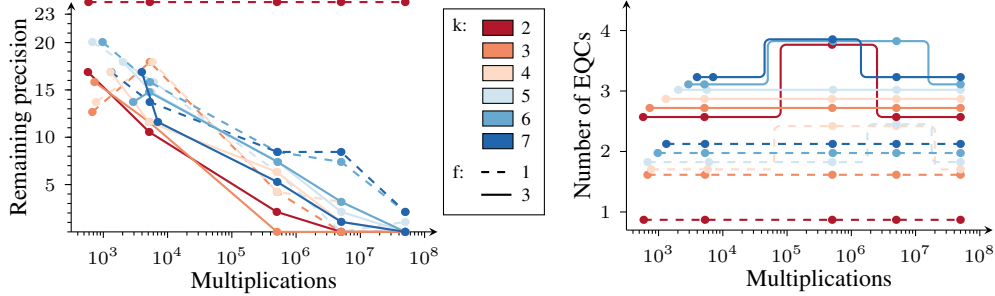 Remaining precision
23
20
15
10
5
10³ 10⁴ 10⁵ 10⁶ 10⁷ 10⁸
Multiplications
k:
2
3
4
5
6
7
f:
1
3
Number of EQCs
4
3
2
1
10³ 10⁴ 10⁵ 10⁶ 10⁷ 10⁸
Multiplications